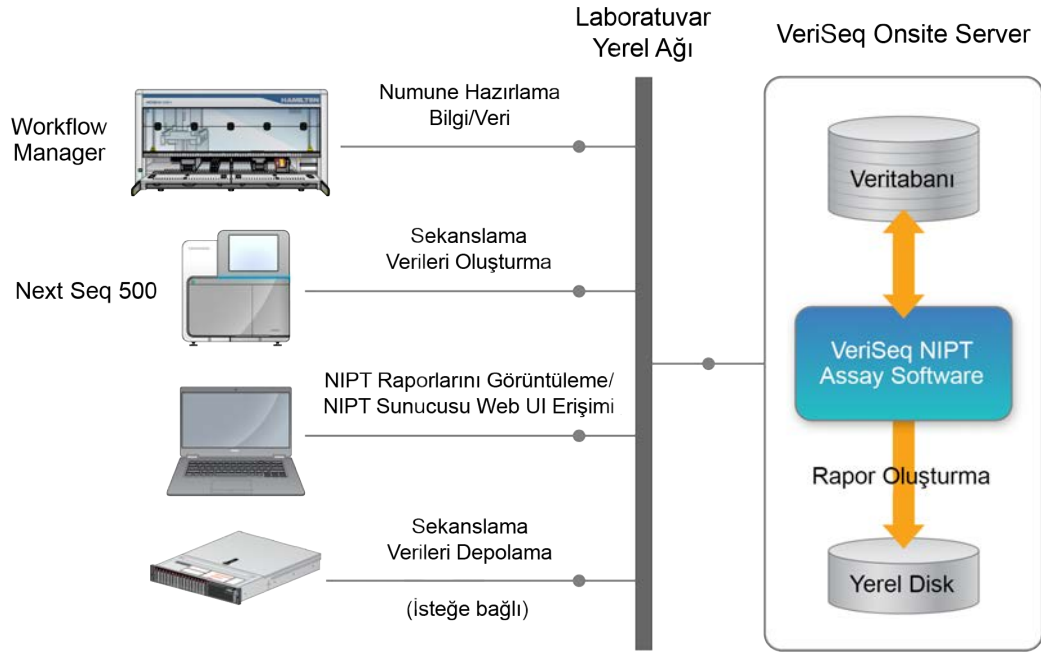 Laboratuvar
Yerel Ağı
VeriSeq Onsite Server
Workflow
Manager
HAMILTON
Numune Hazırlama
Bilgi/Veri
Veritabanı
Next Seq 500
Sekanslama
Verileri Oluşturma
VeriSeq NIPT
Assay Software
NIPT Raporlarını Görüntüleme/
NIPT Sunucusu Web UI Erişimi
Rapor Oluşturma
Sekanslama
Verileri Depolama
(İsteğe bağlı)
Yerel Disk